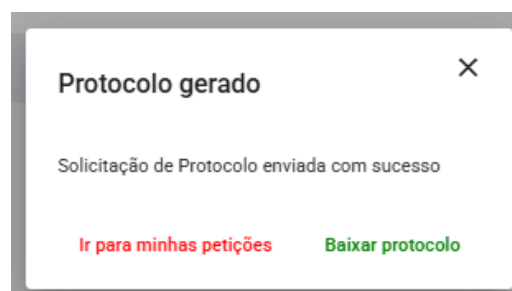 Protocolo gerado
Solicitação de Protocolo enviada com sucesso
Ir para minhas petições Baixar protocolo